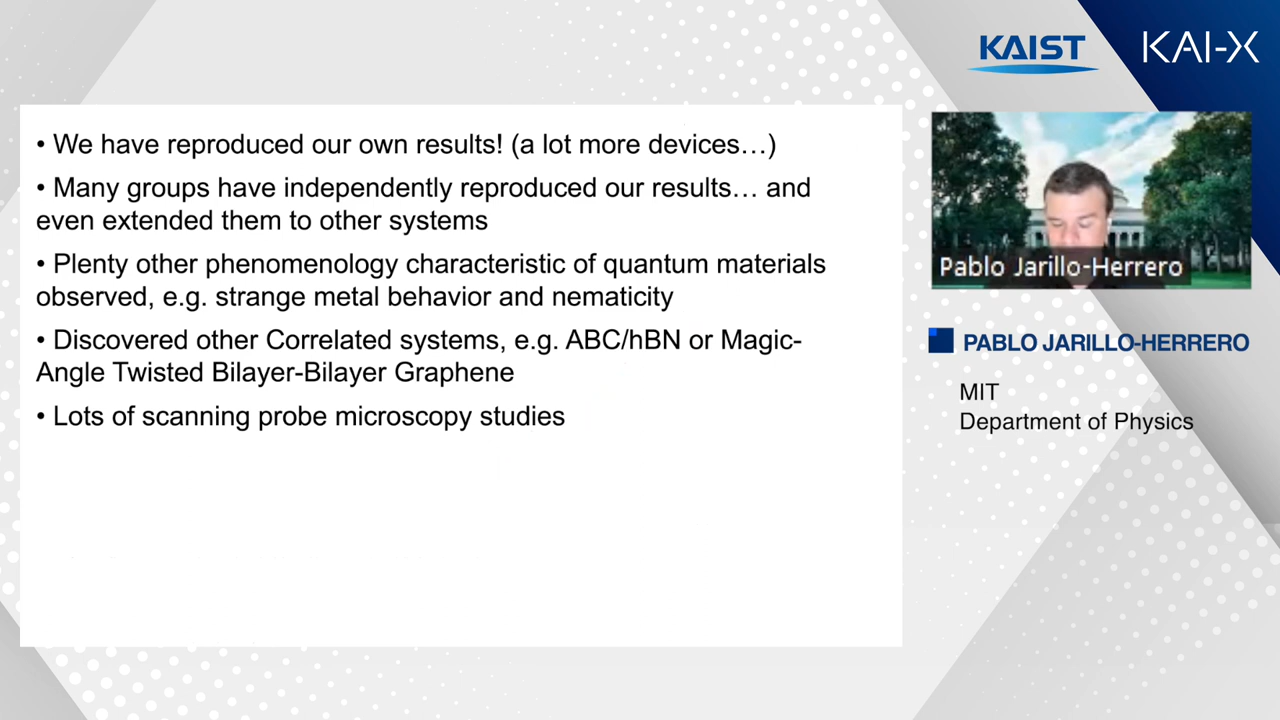 KAIST
KAI-X
• We have reproduced our own results! (a lot more devices…)
• Many groups have independently reproduced our results… and
even extended them to other systems
• Plenty other phenomenology characteristic of quantum materials
observed, e.g. strange metal behavior and nematicity
• Discovered other Correlated systems, e.g. ABC/hBN or Magic-
Angle Twisted Bilayer-Bilayer Graphene
• Lots of scanning probe microscopy studies
Pablo Jarillo-Herrero
PABLO JARILLO-HERRERO
MIT
Department of Physics